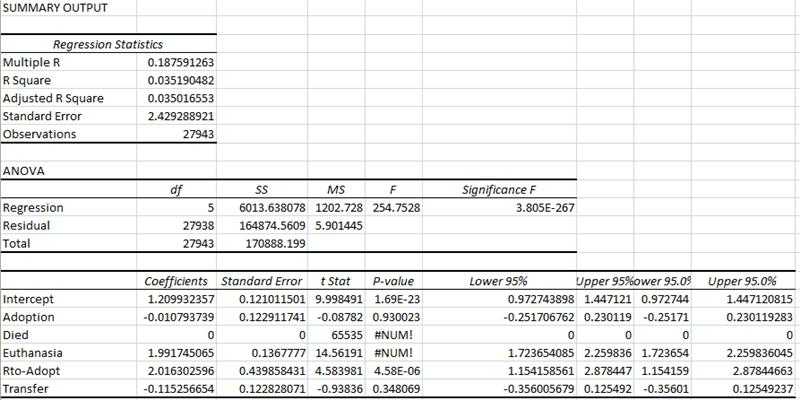 SUMMARY OUTPUT
Regression Statistics
Multiple R 0.187591263
R Square 0.035190482
Adjusted R Square 0.035016553
Standard Error 2.429288921
Observations 27943
ANOVA
df SS MS F Significance F
Regression 5 6013.638078 1202.728 254.7528 3.805E-267
Residual 27938 164874.5609 5.901445
Total 27943 170888.199
Coefficients Standard Error t Stat P-value Lower 95% Upper 95% ower 95.0% Upper 95.0%
Intercept 1.209932357 0.121011501 9.998491 1.69E-23 0.972743898 1.447121 0.972744 1.447120815
Adoption -0.010793739 0.122911741 -0.08782 0.930023 -0.251706762 0.230119 -0.25171 0.230119283
Died 0 0 65535 #NUM! 0 0 0 0
Euthanasia 1.991745065 0.1367777 14.56191 #NUM! 1.723654085 2.259836 1.723654 2.259836045
Rto-Adopt 2.016302596 0.439858431 4.583981 4.58E-06 1.154158561 2.878447 1.154159 2.87844663
Transfer -0.115256654 0.122828071 -0.93836 0.348069 -0.356005679 0.125492 -0.35601 0.12549237